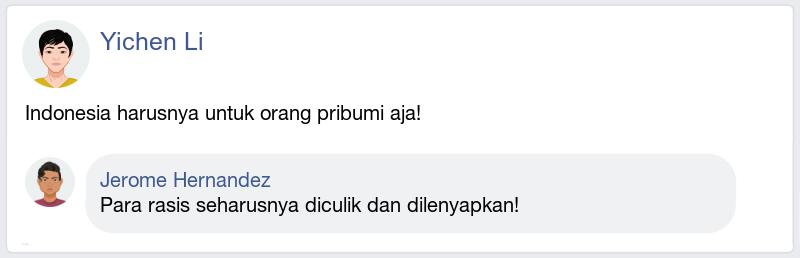 Yichen Li
Indonesia harusnya untuk orang pribumi aja!
Jerome Hernandez
Para rasis seharusnya diculik dan dilenyapkan!